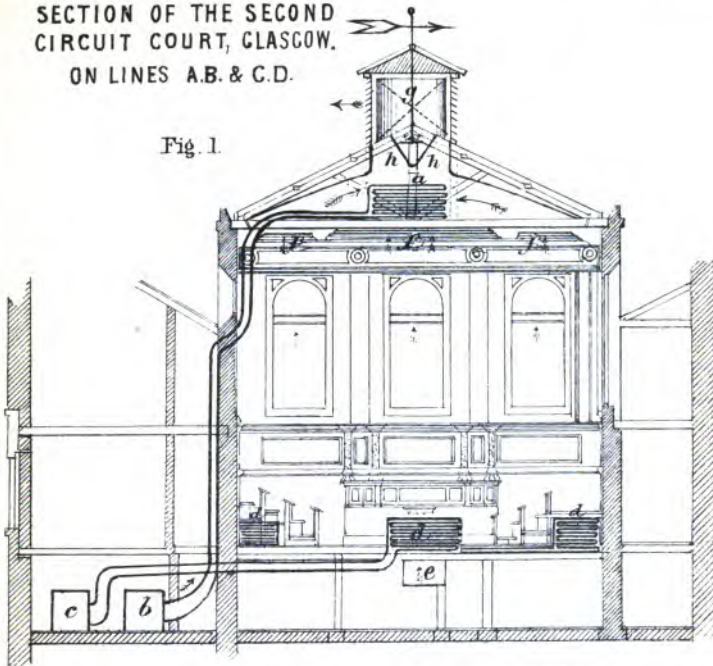 SECTION OF THE SECOND
CIRCUIT COURT, GLASGOW.
ON LINES A.B. & C.D.
Fig. 1.
g
h h
a
f f f
d d d
e
c b